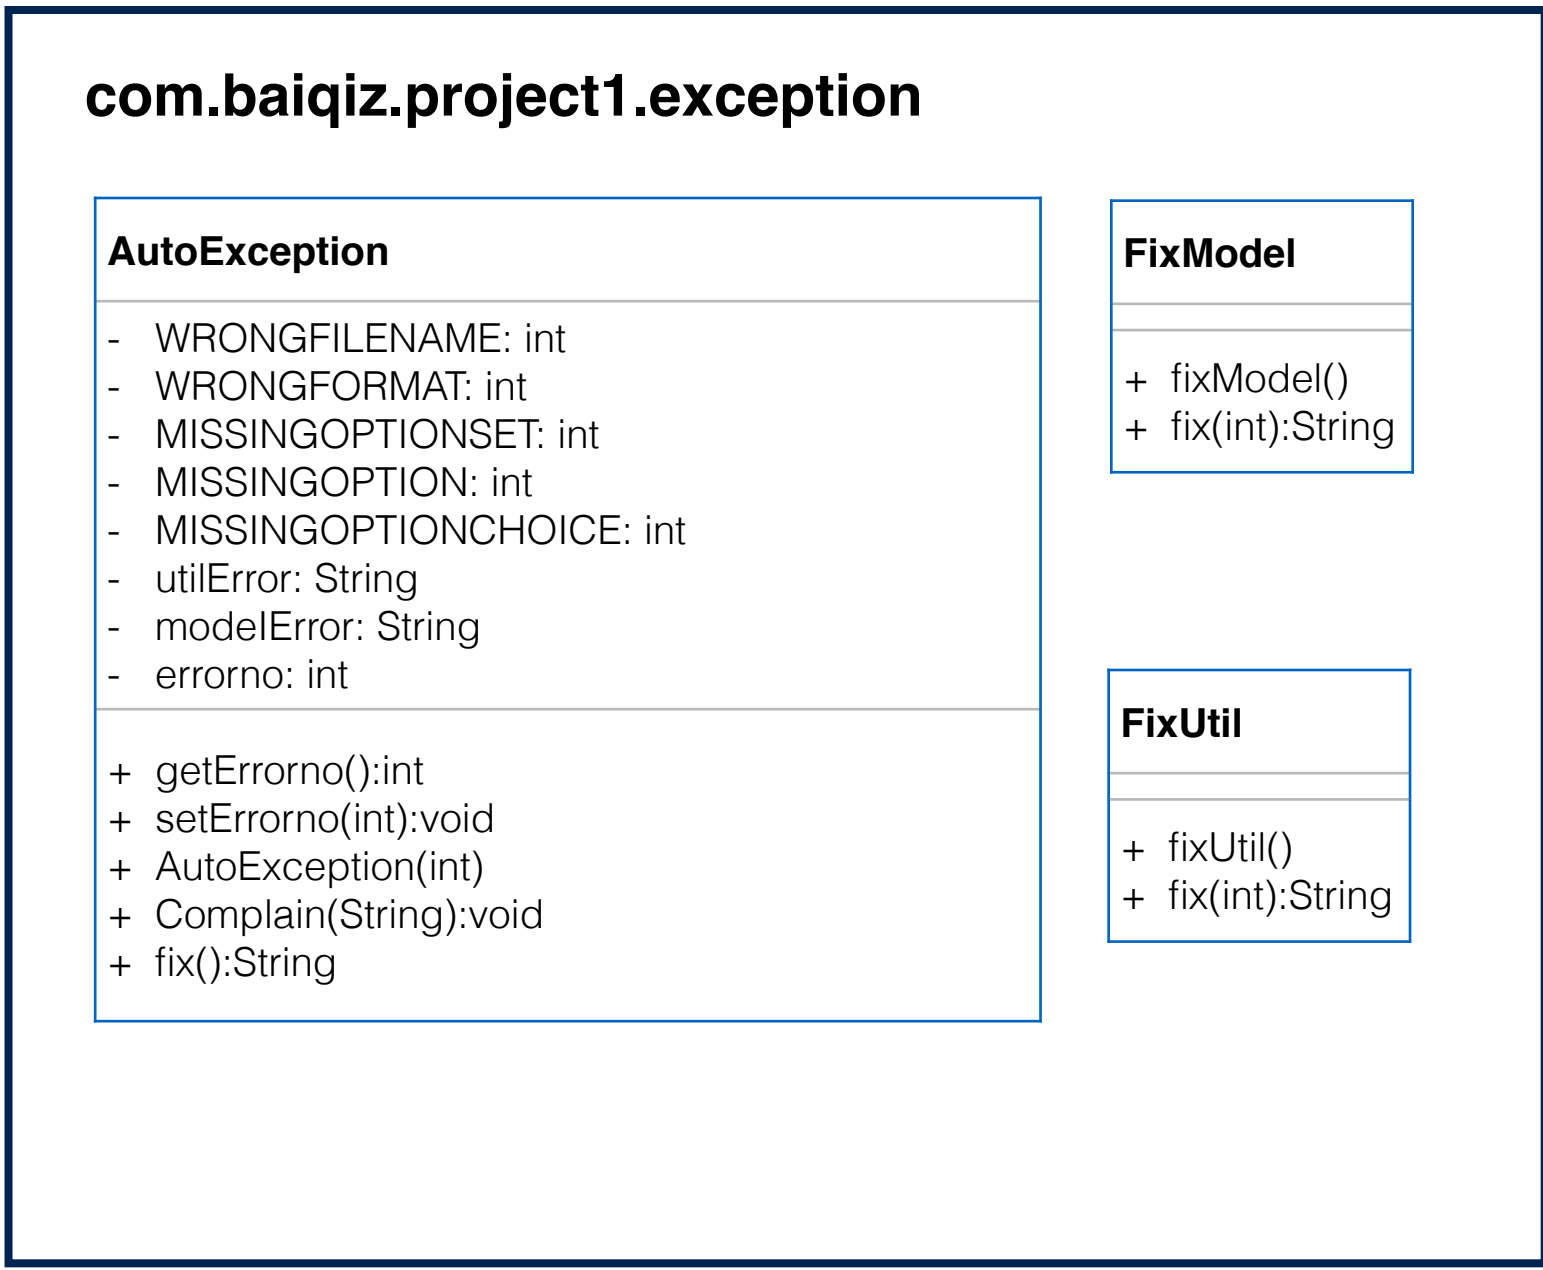 com.baiqiz.project1.exception
AutoException
- WRONGFILENAME: int
- WRONGFORMAT: int
- MISSINGOPTIONSET: int
- MISSINGOPTION: int
- MISSINGOPTIONCHOICE: int
- utilError: String
- modelError: String
- errorno: int
+ getErrorno():int
+ setErrorno(int):void
+ AutoException(int)
+ Complain(String):void
+ fix():String
FixModel
+ fixModel()
+ fix(int):String
FixUtil
+ fixUtil()
+ fix(int):String